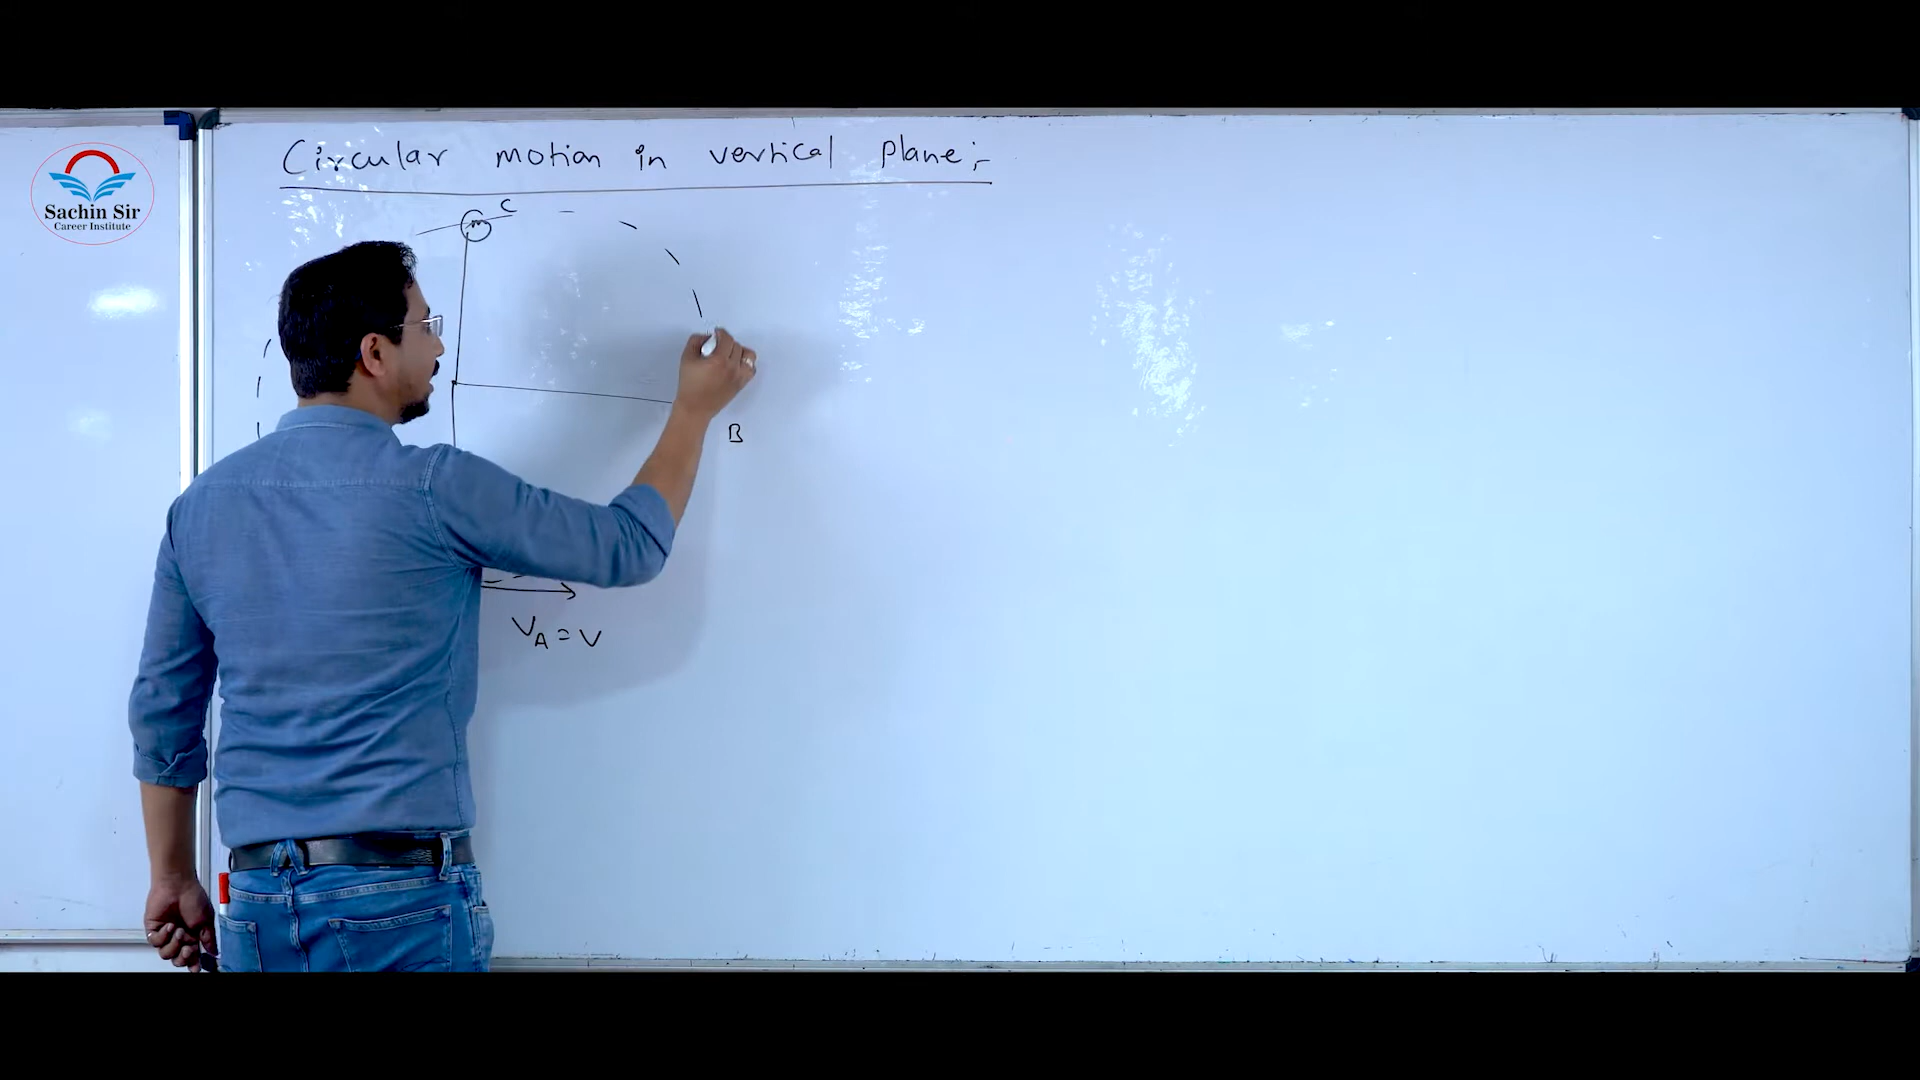 Sachin Sir
Career Institute
Circular motion in vertical plane :-
C
m
B
V_A = V